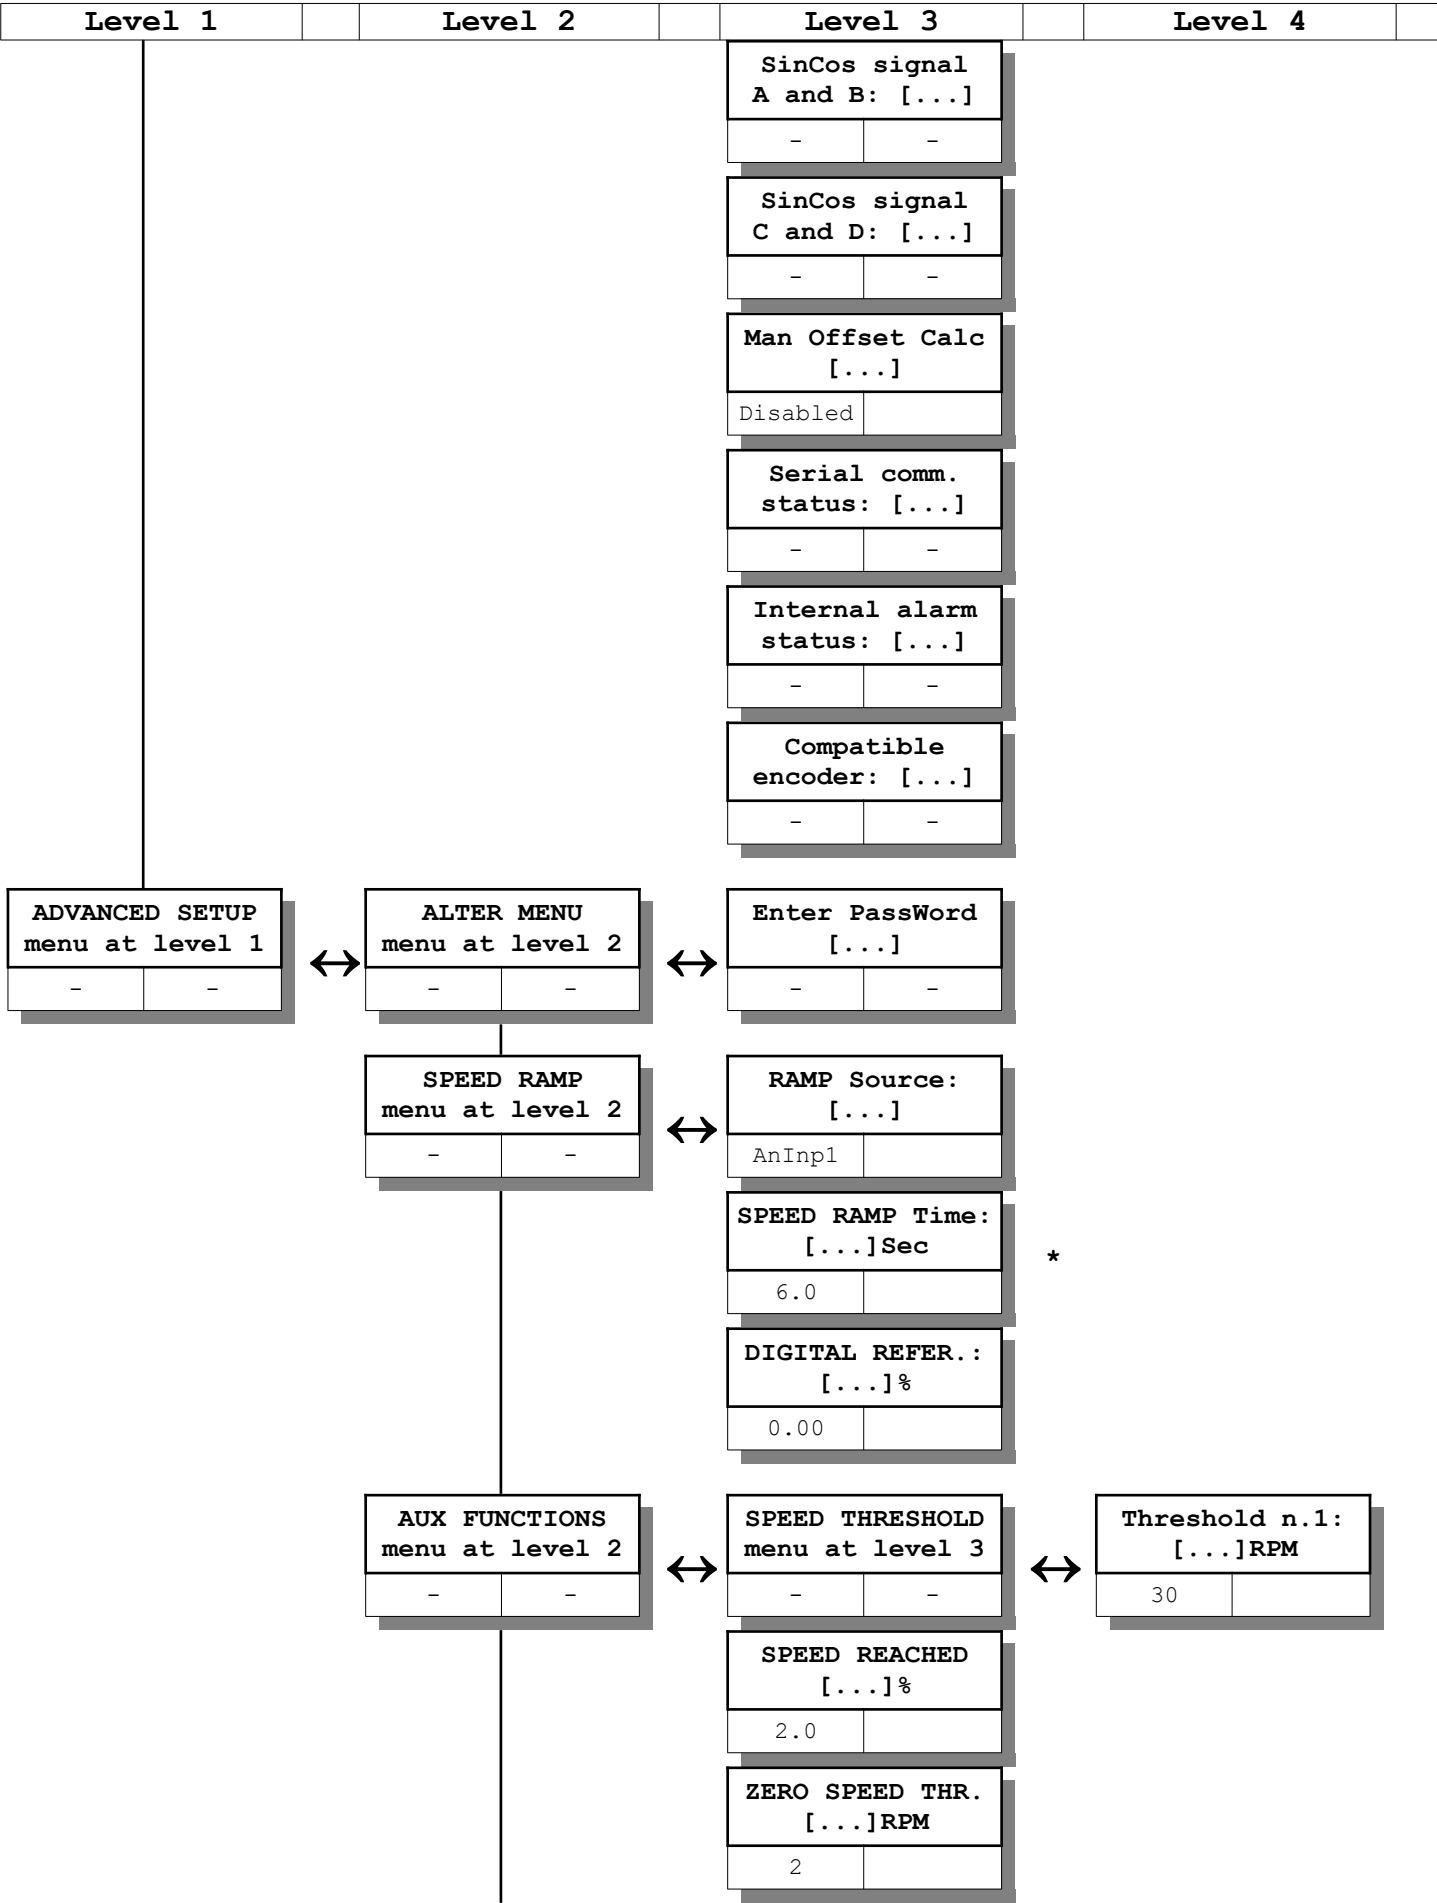 Level 1 Level 2 Level 3 Level 4
SinCos signal
A and B: [...]
- -
SinCos signal
C and D: [...]
- -
Man Offset Calc
[...]
Disabled
Serial comm.
status: [...]
- -
Internal alarm
status: [...]
- -
Compatible
encoder: [...]
- -
ADVANCED SETUP
menu at level 1
- -
ALTER MENU
menu at level 2
- -
Enter PassWord
[...]
- -
SPEED RAMP
menu at level 2
- -
RAMP Source:
[...]
AnInp1
SPEED RAMP Time:
[...]Sec
6.0
*
DIGITAL REFER.:
[...]%
0.00
AUX FUNCTIONS
menu at level 2
- -
SPEED THRESHOLD
menu at level 3
- -
Threshold n.1:
[...]RPM
30
SPEED REACHED
[...]%
2.0
ZERO SPEED THR.
[...]RPM
2